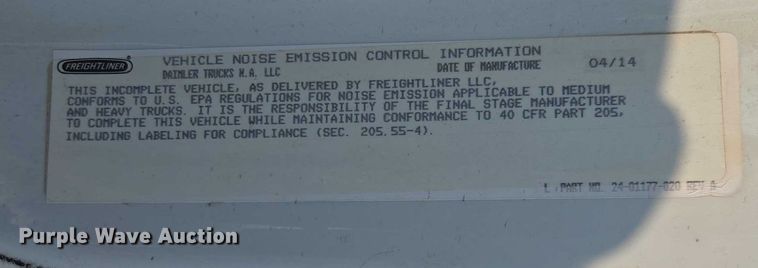 FREIGHTLINER
VEHICLE NOISE EMISSION CONTROL INFORMATION
DAIMLER TRUCKS N.A. LLC DATE OF MANUFACTURE 04/14
THIS INCOMPLETE VEHICLE, AS DELIVERED BY FREIGHTLINER LLC,
CONFORMS TO U.S. EPA REGULATIONS FOR NOISE EMISSION APPLICABLE TO MEDIUM
AND HEAVY TRUCKS. IT IS THE RESPONSIBILITY OF THE FINAL STAGE MANUFACTURER
TO COMPLETE THIS VEHICLE WHILE MAINTAINING CONFORMANCE TO 40 CFR PART 205,
INCLUDING LABELING FOR COMPLIANCE (SEC. 205.55-4).
PART NO. 24-01177-020 REV
Purple Wave Auction